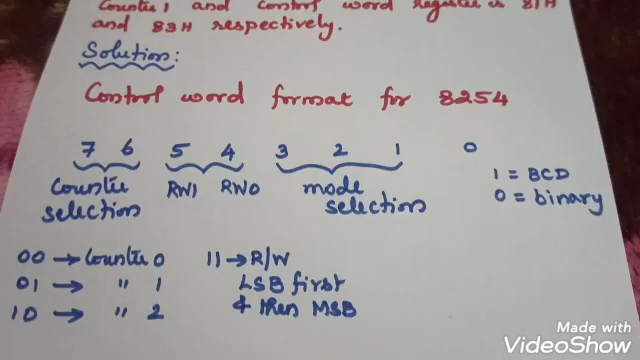 Counter 1 and Control word register is 81H
and 83H respectively.
Solution:
Control word format for 8254
7 6 5 4 3 2 1 0
Counter selection RW1 RW0 mode selection
1 = BCD
0 = binary
00 → Counter 0
01 → " 1
10 → " 2
11 → R/W
LSB first
& then MSB
Made with
VideoShow